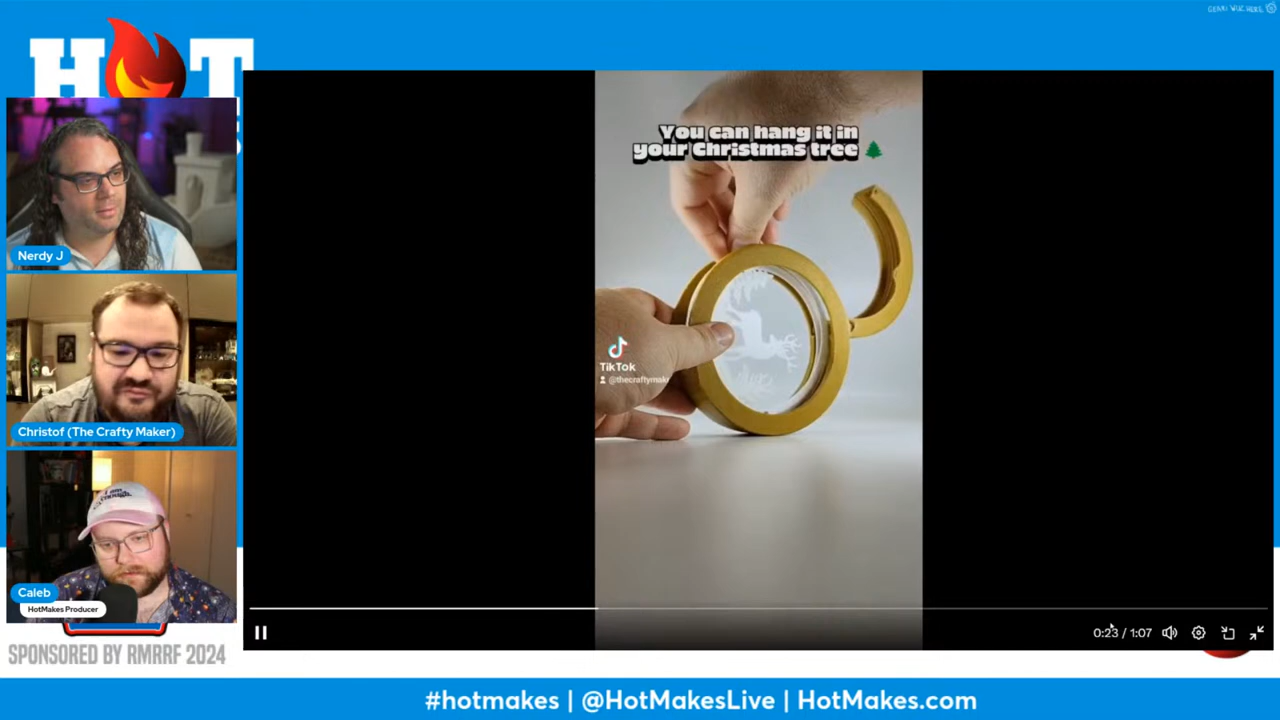 H T
Nerdy J
Christof (The Crafty Maker)
Caleb
HotMakes Producer
SPONSORED BY RMRRF 2024
You can hang it in
your Christmas tree
TikTok
0:23 / 1:07
#hotmakes | @HotMakesLive | HotMakes.com